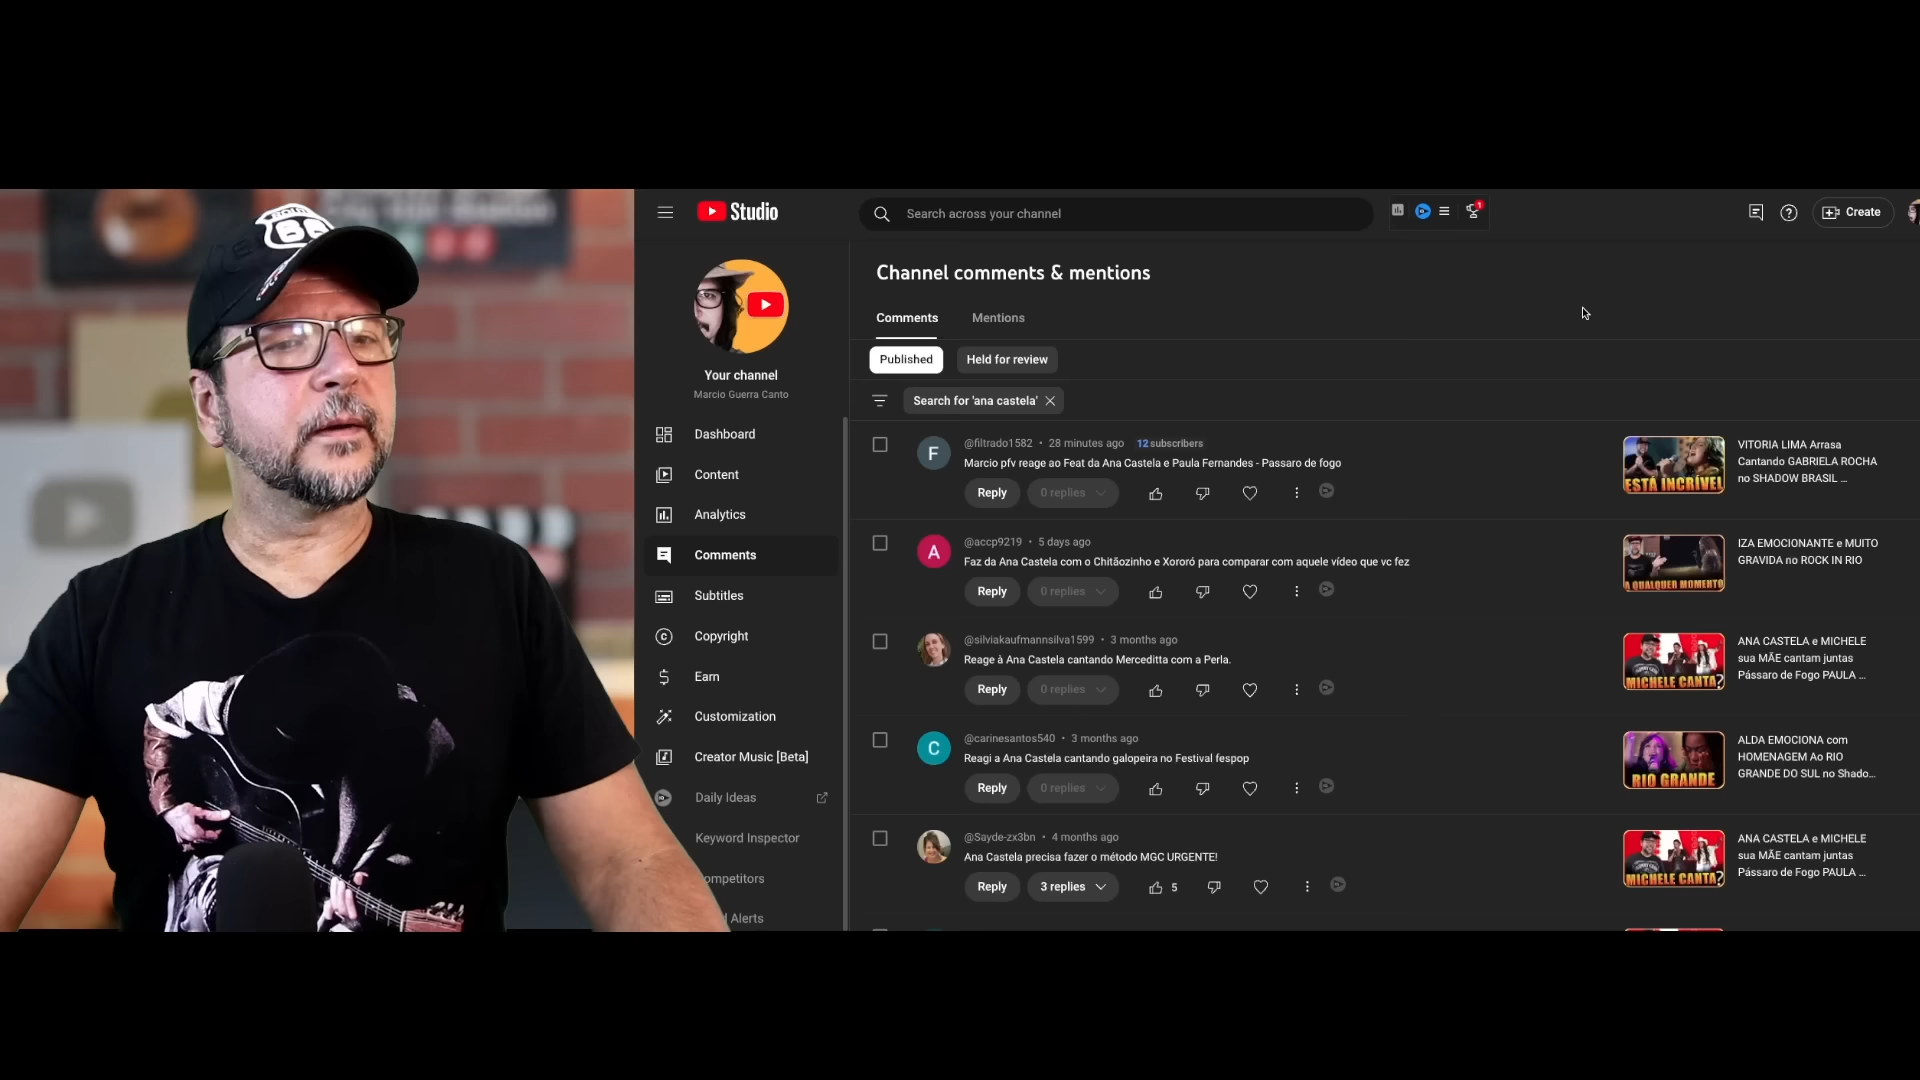 Studio
Search across your channel
1
Create
Your channel
Marcio Guerra Canto
Dashboard
Content
Analytics
Comments
Subtitles
Copyright
Earn
Customization
Creator Music [Beta]
Daily Ideas
Keyword Inspector
ompetitors
d Alerts
Channel comments & mentions
Comments
Mentions
Published
Held for review
Search for 'ana castela'
F
@filtrado1582 • 28 minutes ago 12 subscribers
Marcio pfv reage ao Feat da Ana Castela e Paula Fernandes - Passaro de fogo
Reply
0 replies
ESTÁ INCRÍVEL
VITORIA LIMA Arrasa
Cantando GABRIELA ROCHA
no SHADOW BRASIL ...
A
@accp9219 • 5 days ago
Faz da Ana Castela com o Chitãozinho e Xororó para comparar com aquele vídeo que vc fez
Reply
0 replies
A QUALQUER MOMENTO
IZA EMOCIONANTE e MUITO
GRAVIDA no ROCK IN RIO
@silviakaufmannsilva1599 • 3 months ago
Reage à Ana Castela cantando Merceditta com a Perla.
Reply
0 replies
MICHELE CANTA?
ANA CASTELA e MICHELE
sua MÃE cantam juntas
Pássaro de Fogo PAULA ...
C
@carinesantos540 • 3 months ago
Reagi a Ana Castela cantando galopeira no Festival fespop
Reply
0 replies
RIO GRANDE
ALDA EMOCIONA com
HOMENAGEM Ao RIO
GRANDE DO SUL no Shado...
@Sayde-zx3bn • 4 months ago
Ana Castela precisa fazer o método MGC URGENTE!
Reply
3 replies
5
MICHELE CANTA?
ANA CASTELA e MICHELE
sua MÃE cantam juntas
Pássaro de Fogo PAULA ...